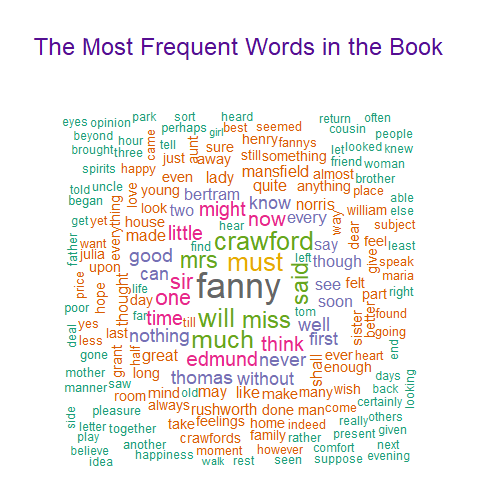 The Most Frequent Words in the Book
eyes opinion park sort heard return often
beyond perhaps girl best seemed cousin people
brought hour came tell aunt sure henry fannys let looked knew
three just away still something friend woman
spirits happy even lady mansfield almost brother
told uncle love young bertram quite anything place able
began look two might know norris way william else
get yet everything house now every dear subject
father want made little hear crawford say give feel least
julia good find mrs must left though speak
upon can sir said maria
price hope thought life fanny see felt part right
poor day one tom soon better
deal yes far time till will miss well sister found
less last nothing much think first going
gone grant half great edmund never shall ever heart end
mother long thomas without enough days
manner saw mind old may like make many wish back looking
room always rushworth done man come certainly
side pleasure take feelings home indeed really others
letter together crawfords family rather present given
play another moment however comfort next
believe happiness walk rest seen suppose evening
idea